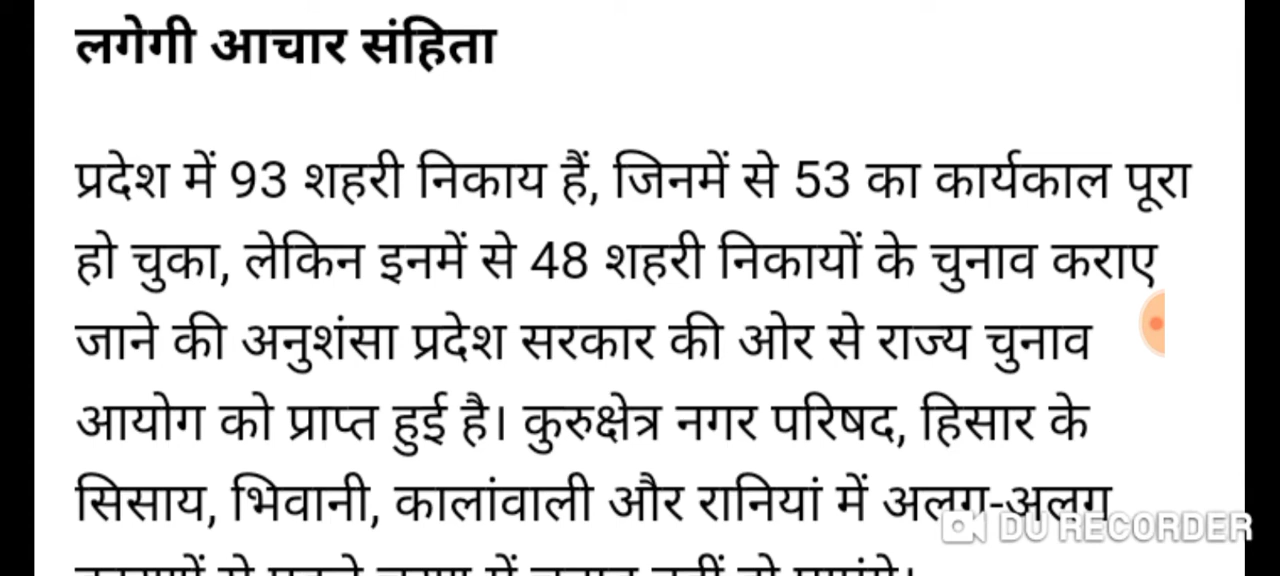 लगेगी आचार संहिता
प्रदेश में 93 शहरी निकाय हैं, जिनमें से 53 का कार्यकाल पूरा
हो चुका, लेकिन इनमें से 48 शहरी निकायों के चुनाव कराए
जाने की अनुशंसा प्रदेश सरकार की ओर से राज्य चुनाव
आयोग को प्राप्त हुई है। कुरुक्षेत्र नगर परिषद, हिसार के
सिसाय, भिवानी, कालांवाली और रानियां में अलग-अलग
DU RECORDER